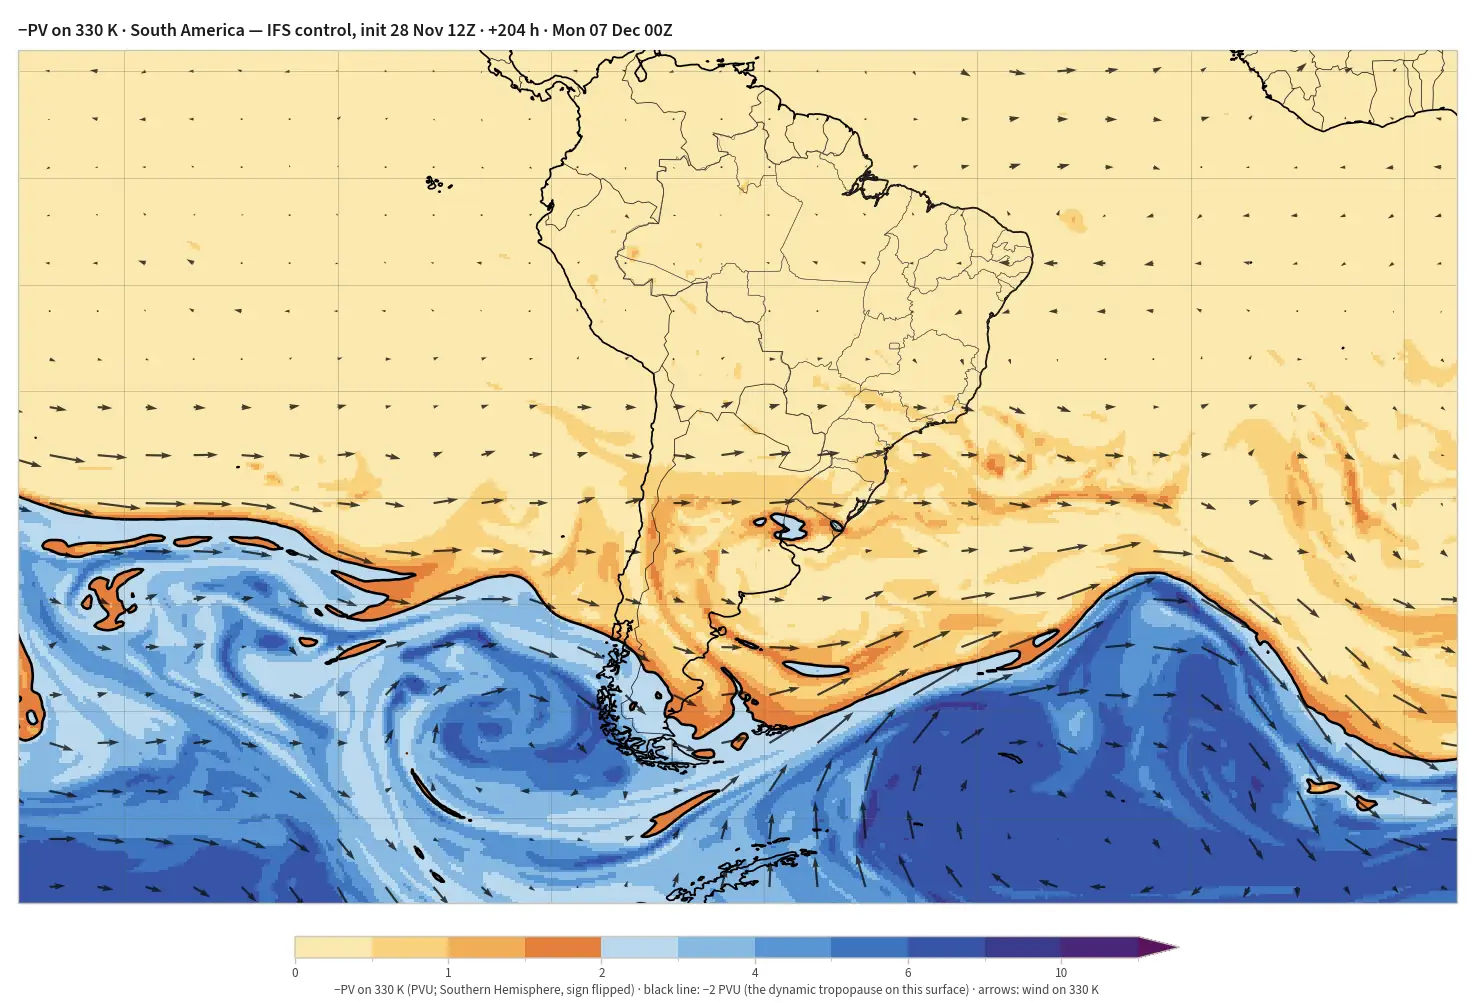 −PV on 330 K · South America — IFS control, init 28 Nov 12Z · +204 h · Mon 07 Dec 00Z
0 1 2 4 6 10
−PV on 330 K (PVU; Southern Hemisphere, sign flipped) · black line: −2 PVU (the dynamic tropopause on this surface) · arrows: wind on 330 K